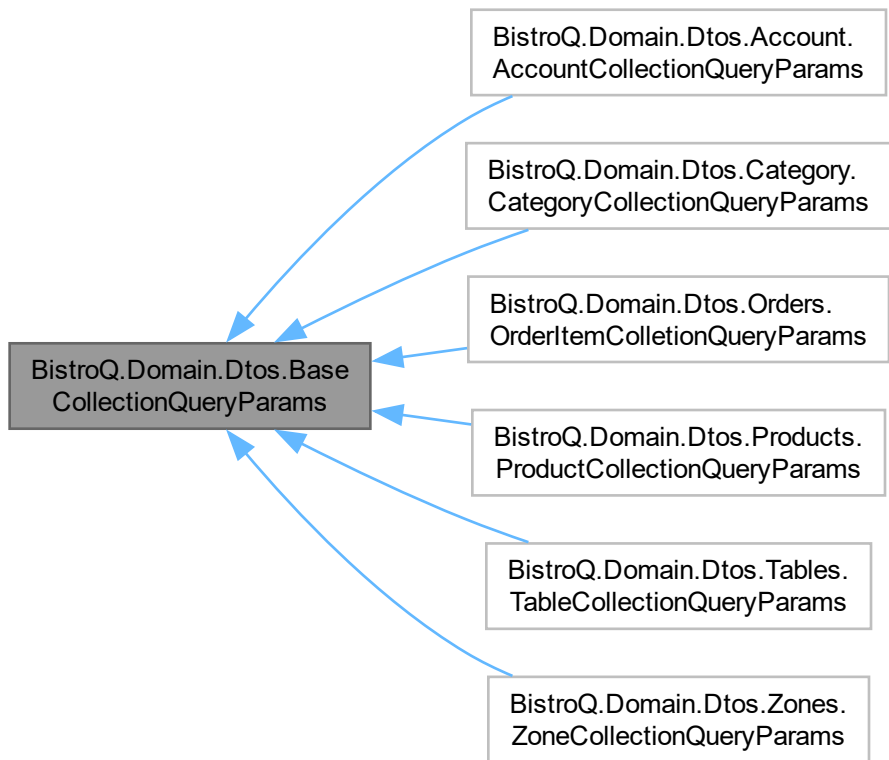 BistroQ.Domain.Dtos.Account.
AccountCollectionQueryParams
BistroQ.Domain.Dtos.Category.
CategoryCollectionQueryParams
BistroQ.Domain.Dtos.Orders.
OrderItemColletionQueryParams
BistroQ.Domain.Dtos.Base
CollectionQueryParams
BistroQ.Domain.Dtos.Products.
ProductCollectionQueryParams
BistroQ.Domain.Dtos.Tables.
TableCollectionQueryParams
BistroQ.Domain.Dtos.Zones.
ZoneCollectionQueryParams